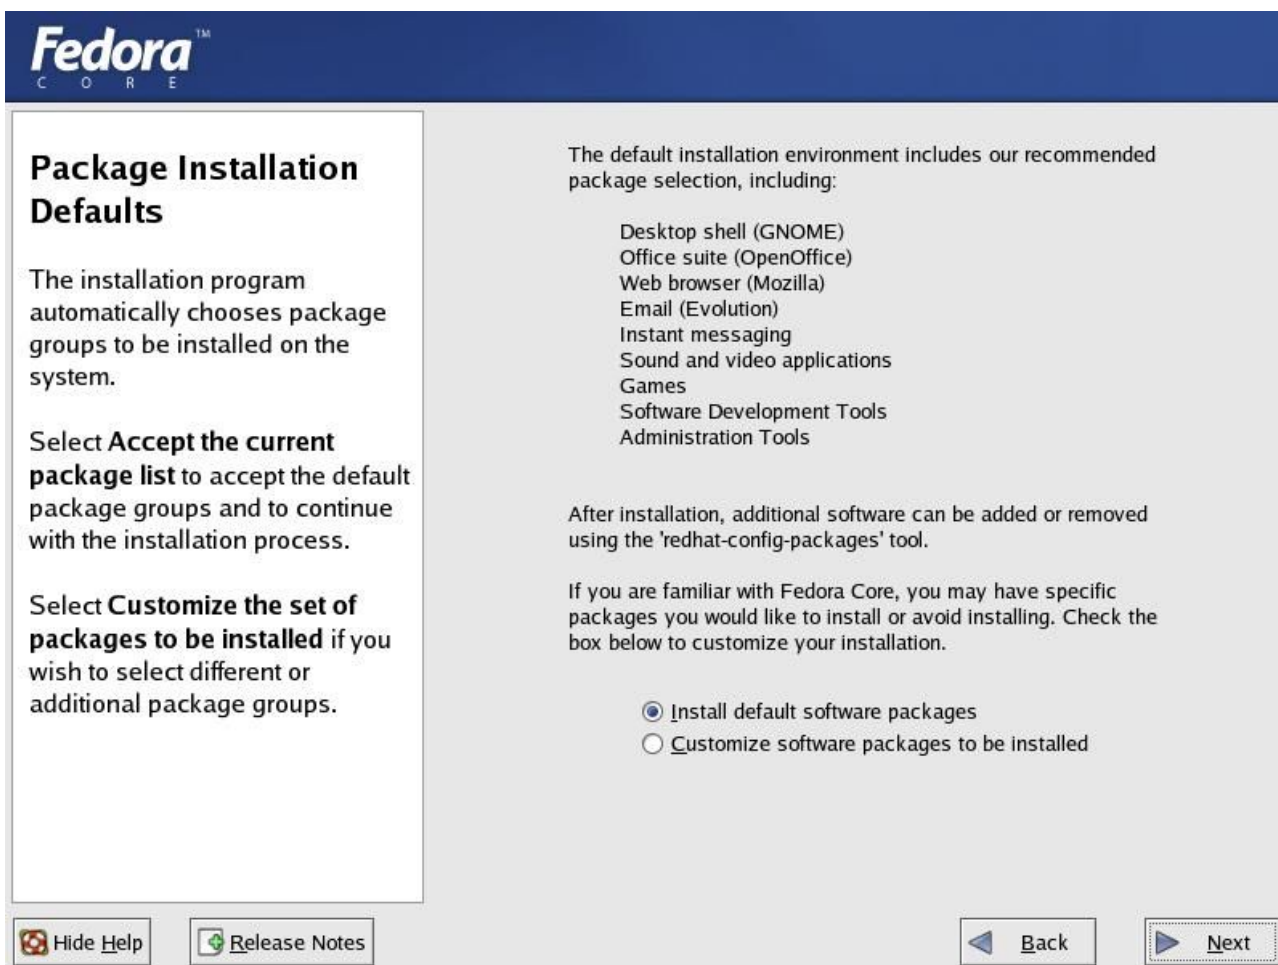 Fedora™
CORE
Package Installation
Defaults
The installation program
automatically chooses package
groups to be installed on the
system.
Select Accept the current
package list to accept the default
package groups and to continue
with the installation process.
Select Customize the set of
packages to be installed if you
wish to select different or
additional package groups.
The default installation environment includes our recommended
package selection, including:
Desktop shell (GNOME)
Office suite (OpenOffice)
Web browser (Mozilla)
Email (Evolution)
Instant messaging
Sound and video applications
Games
Software Development Tools
Administration Tools
After installation, additional software can be added or removed
using the 'redhat-config-packages' tool.
If you are familiar with Fedora Core, you may have specific
packages you would like to install or avoid installing. Check the
box below to customize your installation.
Install default software packages
Customize software packages to be installed
Hide Help
Release Notes
Back
Next